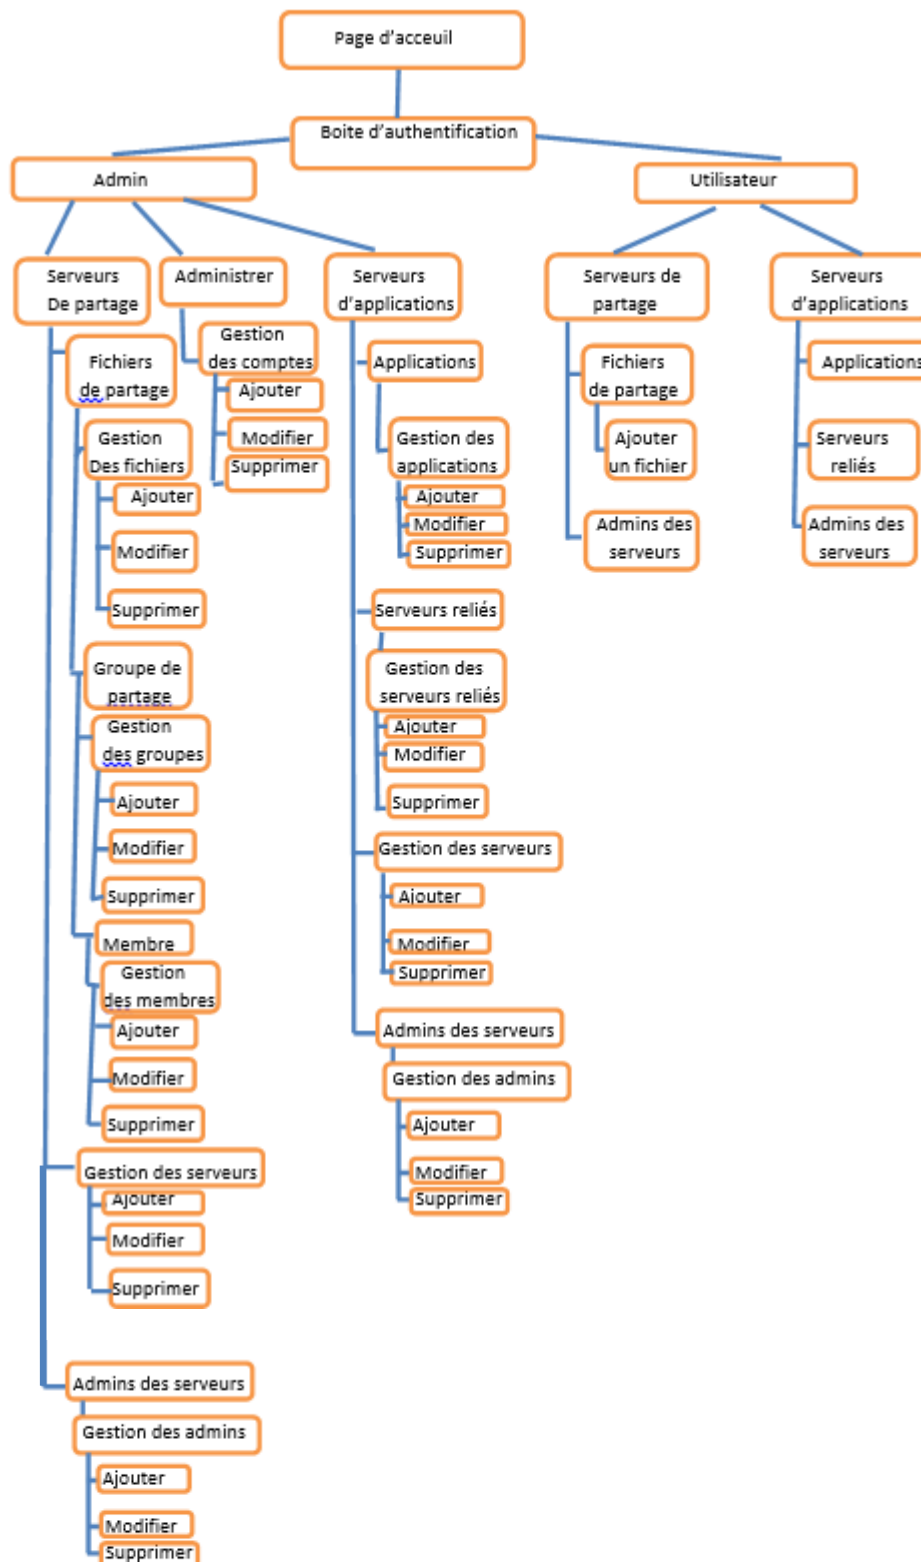 Page d'acceuil
Boite d'authentification
Admin
Utilisateur
Serveurs
De partage
Administrer
Serveurs
d'applications
Serveurs de
partage
Serveurs
d'applications
Fichiers
de partage
Gestion
Des fichiers
Ajouter
Modifier
Supprimer
Groupe de
partage
Gestion
des groupes
Ajouter
Modifier
Supprimer
Membre
Gestion
des membres
Ajouter
Modifier
Supprimer
Gestion des serveurs
Ajouter
Modifier
Supprimer
Admins des serveurs
Gestion des admins
Ajouter
Modifier
Supprimer
Gestion
des comptes
Ajouter
Modifier
Supprimer
Applications
Gestion des
applications
Ajouter
Modifier
Supprimer
Serveurs reliés
Gestion des
serveurs reliés
Ajouter
Modifier
Supprimer
Gestion des serveurs
Ajouter
Modifier
Supprimer
Admins des serveurs
Gestion des admins
Ajouter
Modifier
Supprimer
Fichiers
de partage
Ajouter
un fichier
Admins des
serveurs
Applications
Serveurs
reliés
Admins des
serveurs